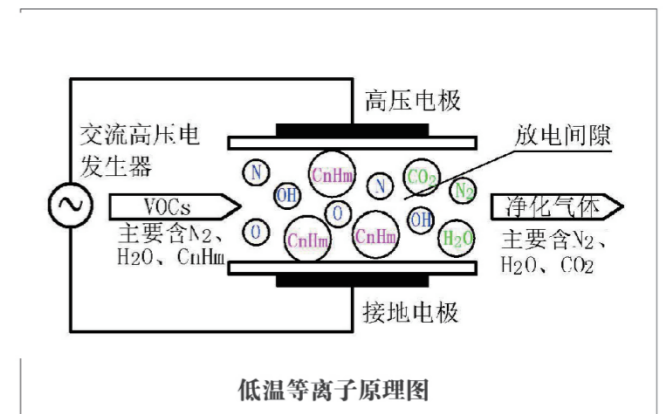 高压电极
交流高压电
发生器
放电间隙
N
CnHm
N
CO2
N2
OH
VOCs
O
OH
净化气体
主要含N2、
H2O、CnHm
O
CnHm
CnHm
H2O
主要含N2、
H2O、CO2
接地电极
低温等离子原理图